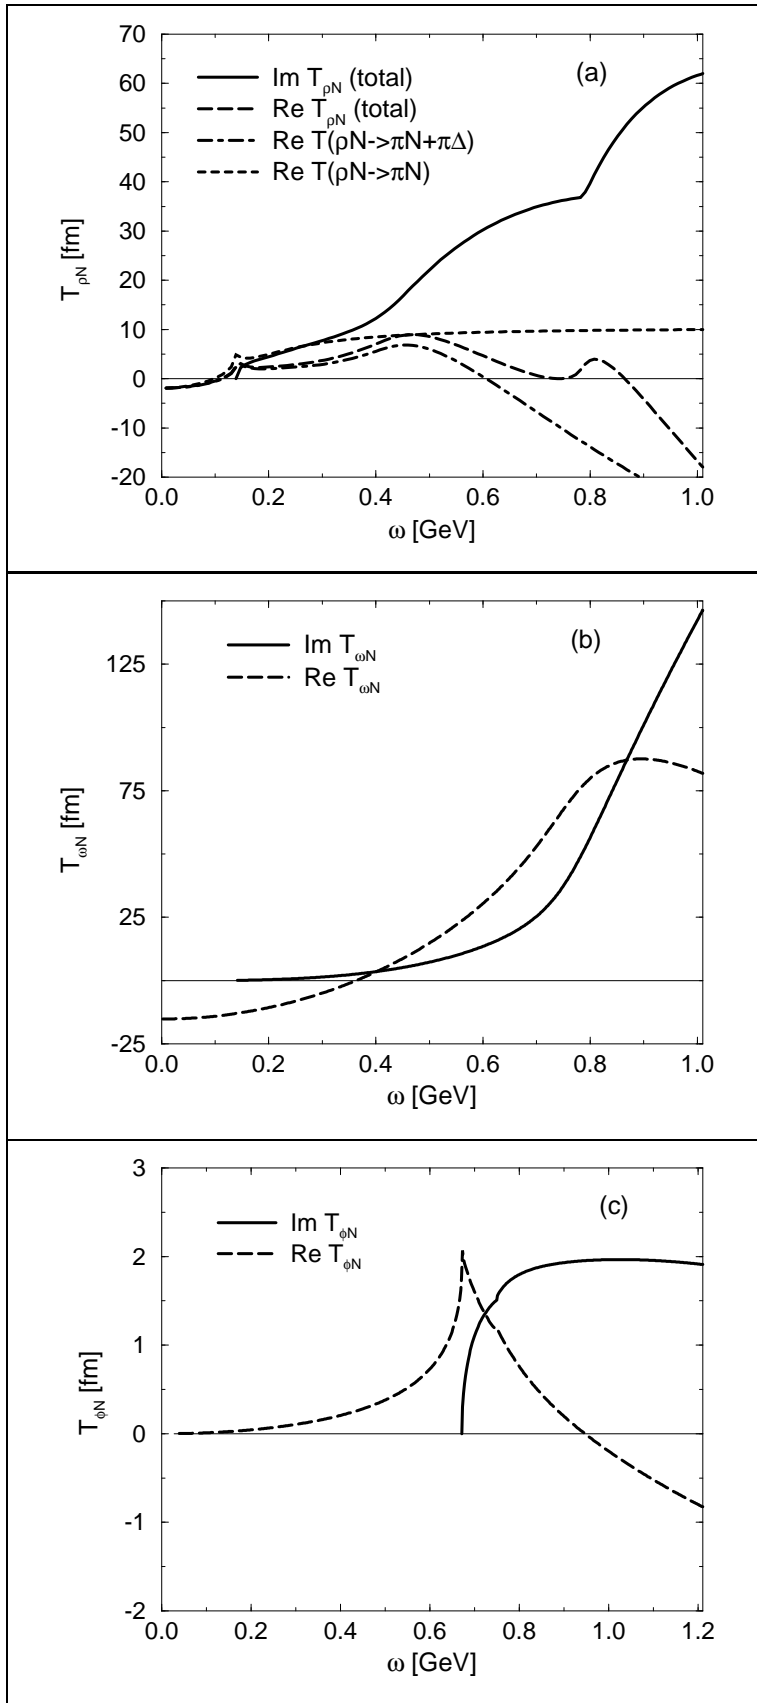 70
60
50
40
30
20
10
0
-10
-20
T_ρN [fm]
Im T_ρN (total)
Re T_ρN (total)
Re T(ρN->πN+πΔ)
Re T(ρN->πN)
(a)
0.0 0.2 0.4 0.6 0.8 1.0
ω [GeV]
125
75
25
-25
T_ωN [fm]
Im T_ωN
Re T_ωN
(b)
0.0 0.2 0.4 0.6 0.8 1.0
ω [GeV]
3
2
1
0
-1
-2
T_ϕN [fm]
Im T_ϕN
Re T_ϕN
(c)
0.0 0.2 0.4 0.6 0.8 1.0 1.2
ω [GeV]